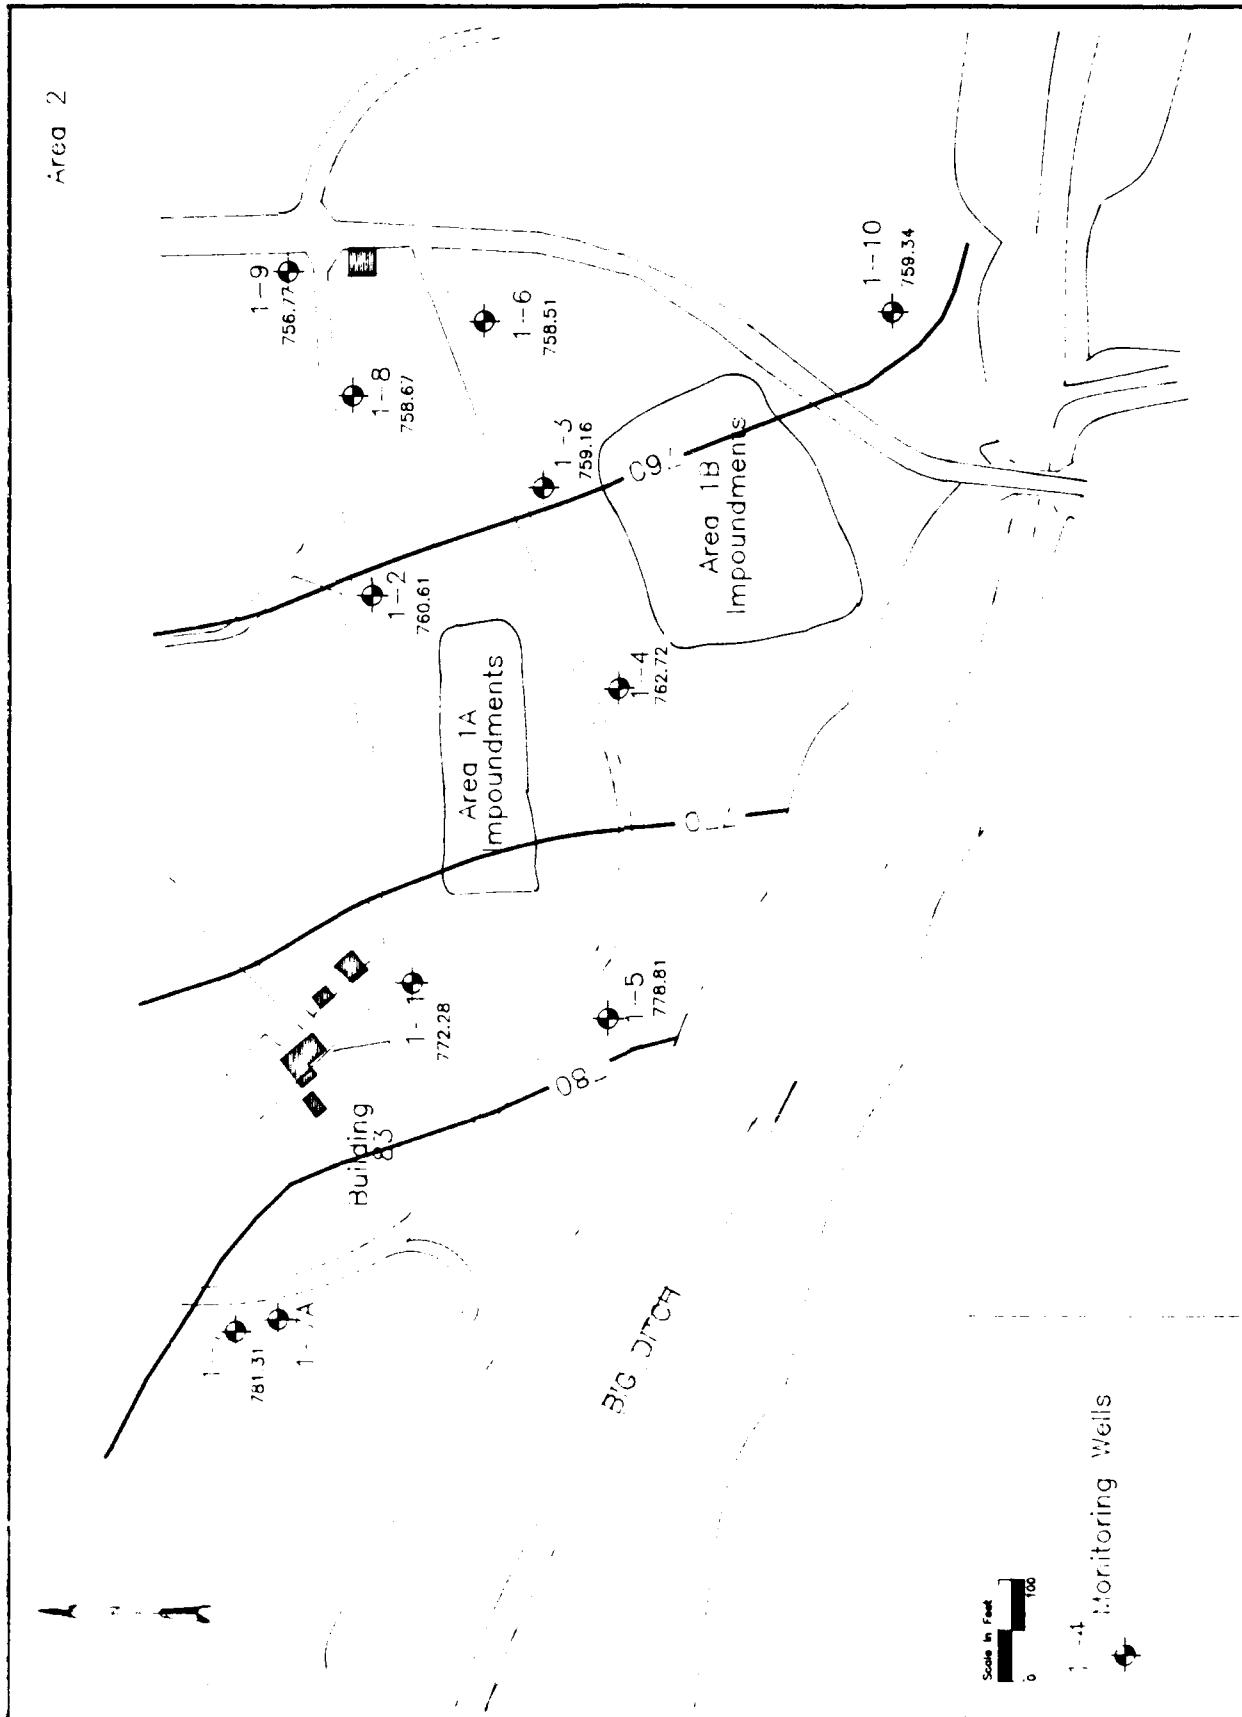 Area 2
1-9
756.77
1-8
758.67
1-6
758.51
1-10
759.34
1-3
759.16
1-2
760.61
Area 1B
Impoundments
1-4
762.72
Area 1A
Impoundments
772.28
1-5
778.81
Building
83
781.31
BIG DITCH
Scale In Feet
0
100
1-4
Monitoring Wells